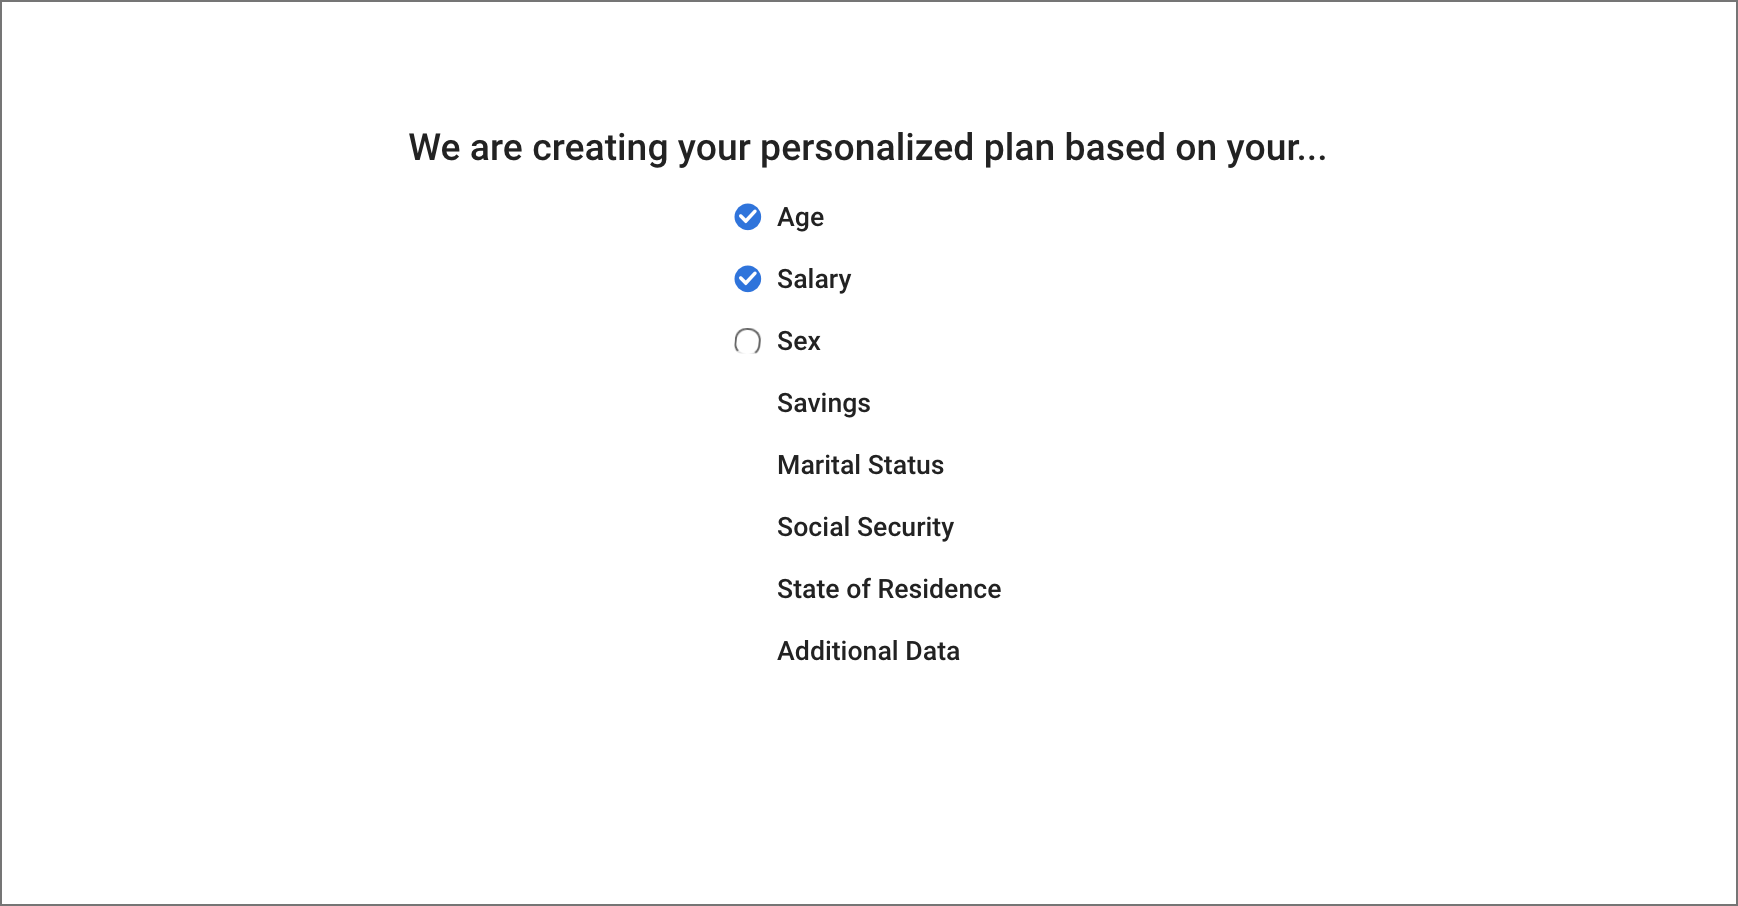 We are creating your personalized plan based on your...
Age
Salary
Sex
Savings
Marital Status
Social Security
State of Residence
Additional Data